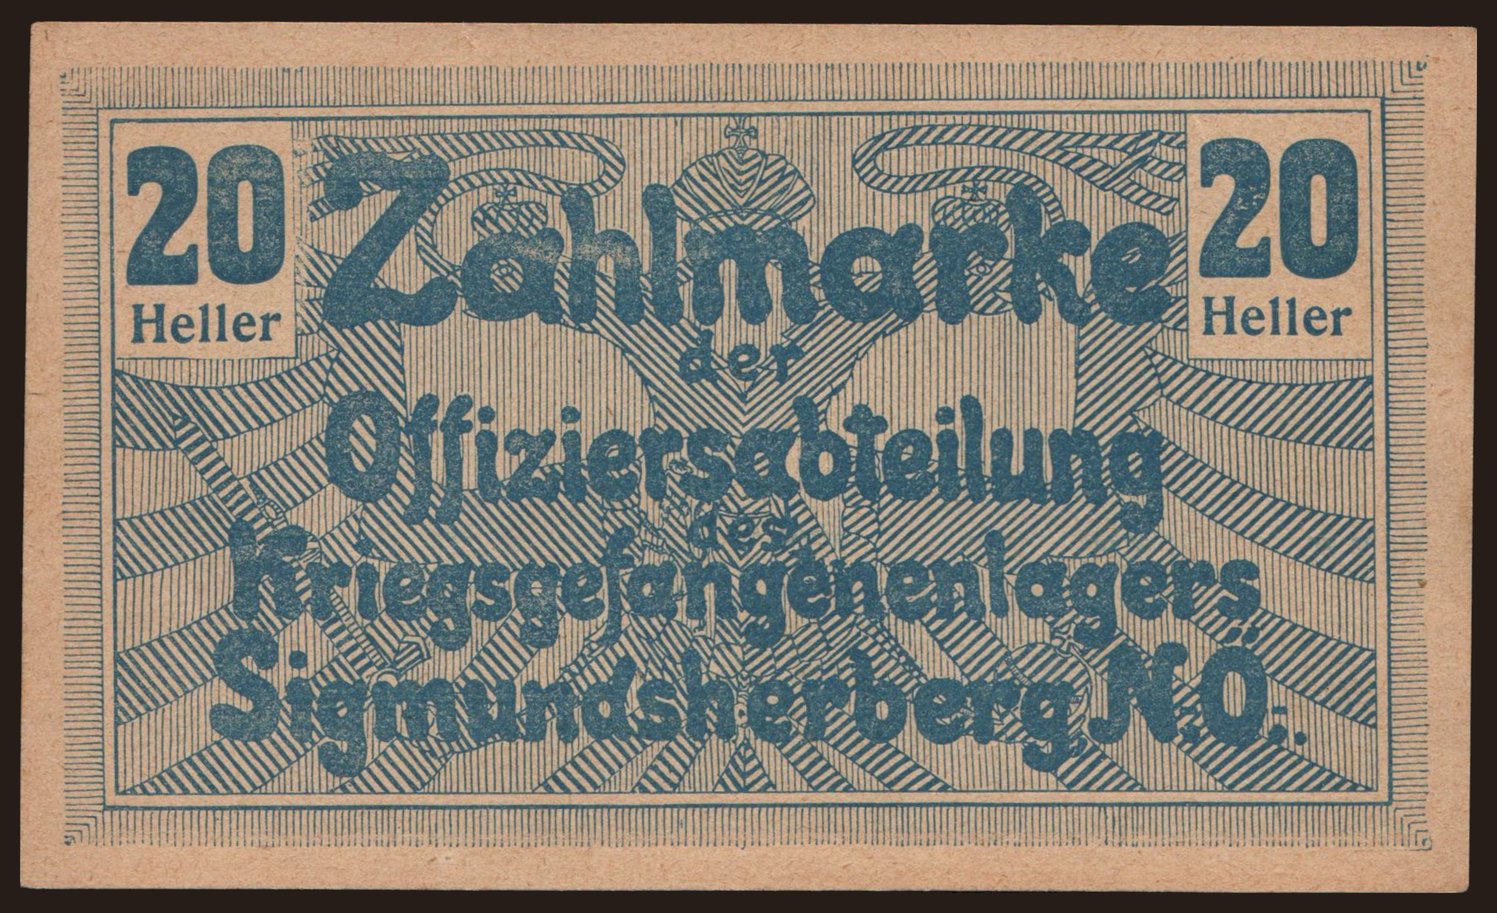 20
Heller
20
Heller
Zahlmarke
der
Offiziersabteilung
des
Kriegsgefangenenlagers
Sigmundsherberg N.Ö.